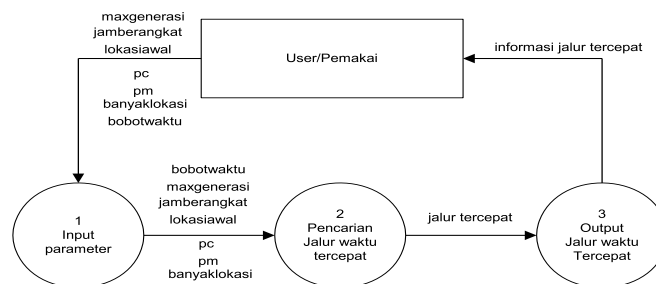 maxgenerasi
jamberangkat
lokasiawal
pc
pm
banyaklokasi
bobotwaktu
User/Pemakai
informasi jalur tercepat
1
Input
parameter
bobotwaktu
maxgenerasi
jamberangkat
lokasiawal
pc
pm
banyaklokasi
2
Pencarian
Jalur waktu
tercepat
jalur tercepat
3
Output
Jalur waktu
Tercepat